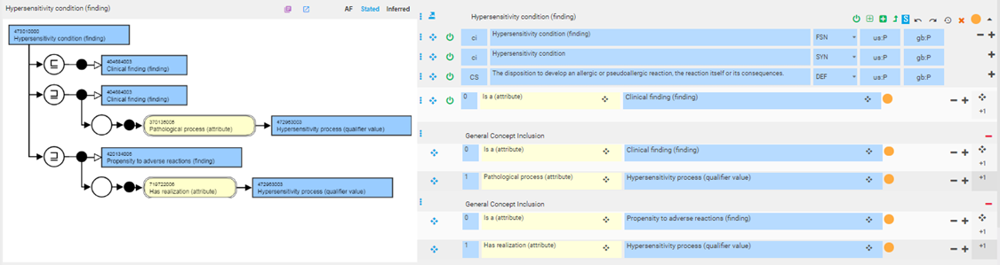 Hypersensitivity condition (finding)
AF Stated Inferred
473010000
Hypersensitivity condition (finding)
404684003
Clinical finding (finding)
404684003
Clinical finding (finding)
370135005
Pathological process (attribute)
472963003
Hypersensitivity process (qualifier value)
420134006
Propensity to adverse reactions (finding)
719722006
Has realization (attribute)
472963003
Hypersensitivity process (qualifier value)
Hypersensitivity condition (finding)
S
ci Hypersensitivity condition (finding) FSN us:P gb:P
ci Hypersensitivity condition SYN us:P gb:P
CS The disposition to develop an allergic or pseudoallergic reaction, the reaction itself or its consequences. DEF us:P gb:P
0 Is a (attribute) Clinical finding (finding)
+1
General Concept Inclusion
0 Is a (attribute) Clinical finding (finding)
+1
1 Pathological process (attribute) Hypersensitivity process (qualifier value)
+1
General Concept Inclusion
0 Is a (attribute) Propensity to adverse reactions (finding)
+1
1 Has realization (attribute) Hypersensitivity process (qualifier value)
+1